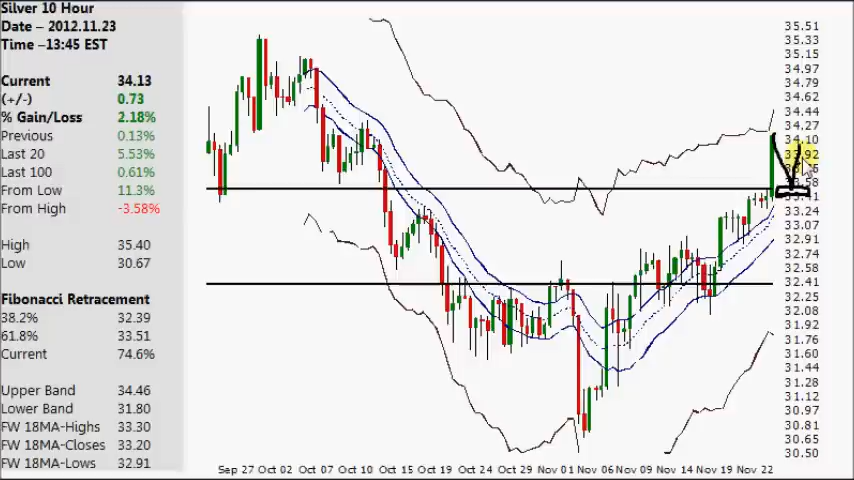 Silver 10 Hour
Date – 2012.11.23
Time –13:45 EST
Current 34.13
(+/-) 0.73
% Gain/Loss 2.18%
Previous 0.13%
Last 20 5.53%
Last 100 0.61%
From Low 11.3%
From High -3.58%
High 35.40
Low 30.67
Fibonacci Retracement
38.2% 32.39
61.8% 33.51
Current 74.6%
Upper Band 34.46
Lower Band 31.80
FW 18MA-Highs 33.30
FW 18MA-Closes 33.20
FW 18MA-Lows 32.91
35.51
35.33
35.15
34.97
34.79
34.62
34.44
34.27
34.10
33.92
33.41
33.24
33.07
32.91
32.74
32.58
32.41
32.25
32.08
31.92
31.76
31.60
31.44
31.28
31.12
30.97
30.81
30.65
30.50
Sep 27 Oct 02 Oct 07 Oct 10 Oct 15 Oct 19 Oct 24 Oct 29 Nov 01 Nov 06 Nov 09 Nov 14 Nov 19 Nov 22